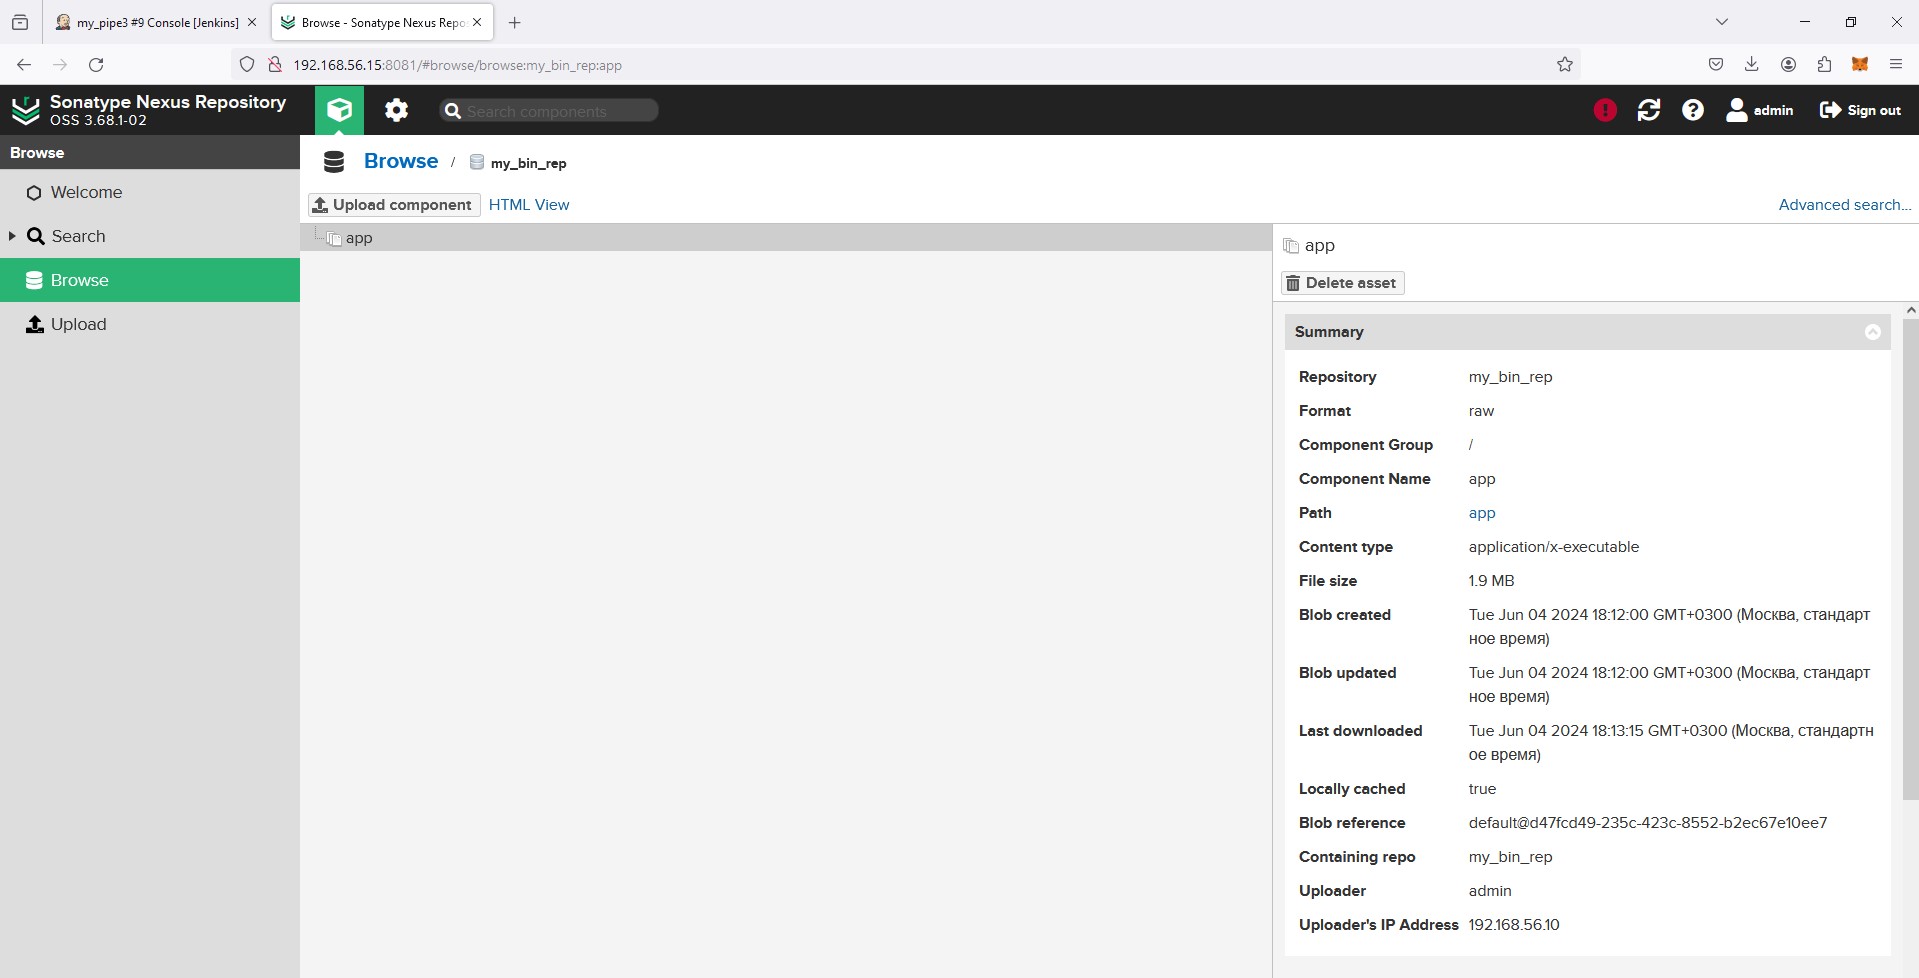 my_pipe3 #9 Console [Jenkins]
Browse - Sonatype Nexus Repo
192.168.56.15:8081/#browse/browse:my_bin_rep:app
Sonatype Nexus Repository
OSS 3.68.1-02
Search components
admin
Sign out
Browse
Welcome
Search
Browse
Upload
Browse / my_bin_rep
Upload component
HTML View
Advanced search...
app
app
Delete asset
Summary
Repository my_bin_rep
Format raw
Component Group /
Component Name app
Path app
Content type application/x-executable
File size 1.9 MB
Blob created Tue Jun 04 2024 18:12:00 GMT+0300 (Москва, стандарт
ное время)
Blob updated Tue Jun 04 2024 18:12:00 GMT+0300 (Москва, стандарт
ное время)
Last downloaded Tue Jun 04 2024 18:13:15 GMT+0300 (Москва, стандартн
ое время)
Locally cached true
Blob reference default@d47fcd49-235c-423c-8552-b2ec67e10ee7
Containing repo my_bin_rep
Uploader admin
Uploader's IP Address 192.168.56.10